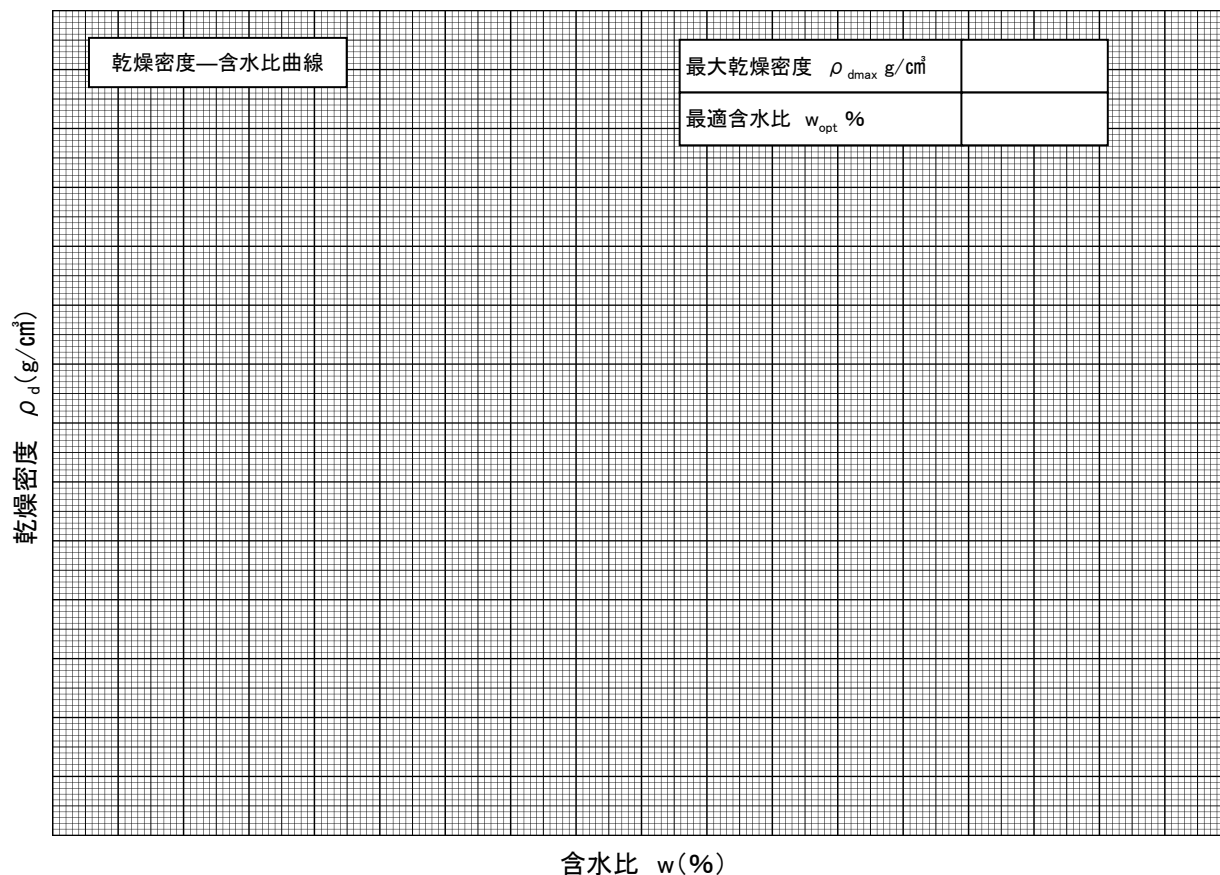 乾燥密度―含水比曲線
最大乾燥密度 ρdmax g/cm³
最適含水比 wopt %
乾燥密度 ρd(g/cm³)
含水比 w(%)